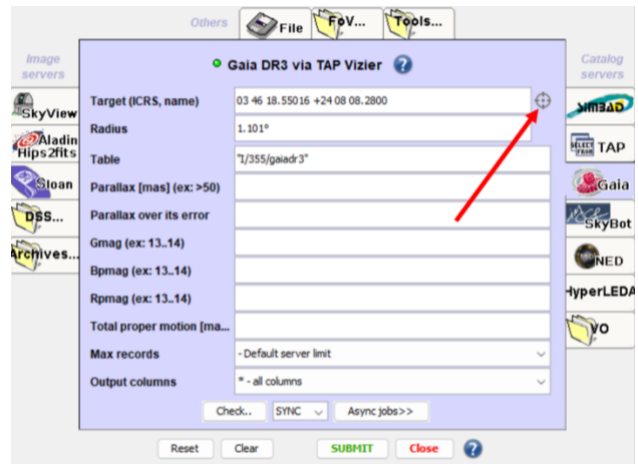 Others File FoV... Tools...
Image servers
Catalog servers
Gaia DR3 via TAP Vizier ?
SkyView
Aladin Hips2fits
Sloan
DSS...
Archives...
Target (ICRS, name) 03 46 18.55016 +24 08 08.2800
Radius 1.101°
Table "I/355/gaiadr3"
Parallax [mas] (ex: >50)
Parallax over its error
Gmag (ex: 13..14)
Bpmag (ex: 13..14)
Rpmag (ex: 13..14)
Total proper motion [ma...
Max records - Default server limit
Output columns * - all columns
Check.. SYNC Async jobs>>
Reset Clear SUBMIT Close ?
SIMBAD
SELECT FROM TAP
Gaia
SkyBot
NED
HyperLEDA
VO